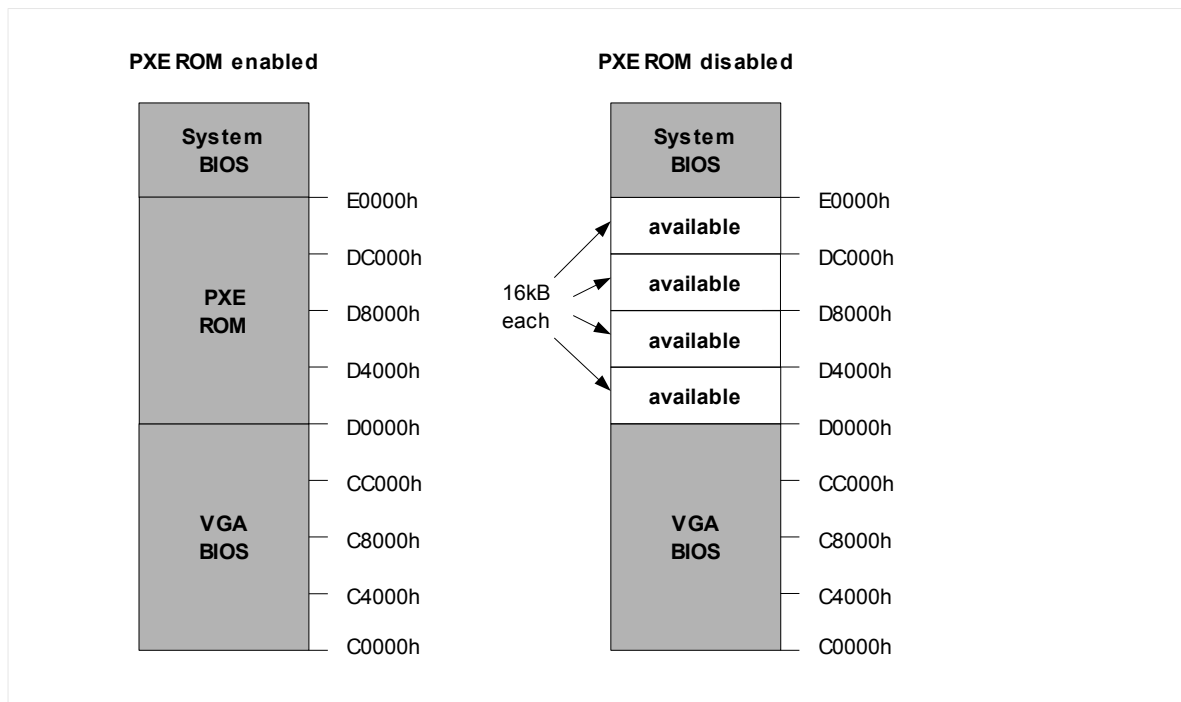 PXE ROM enabled
System
BIOS
E0000h
DC000h
PXE
ROM
D8000h
D4000h
D0000h
CC000h
VGA
BIOS
C8000h
C4000h
C0000h
PXE ROM disabled
System
BIOS
E0000h
available
DC000h
available
16kB
each
D8000h
available
D4000h
available
D0000h
CC000h
VGA
BIOS
C8000h
C4000h
C0000h